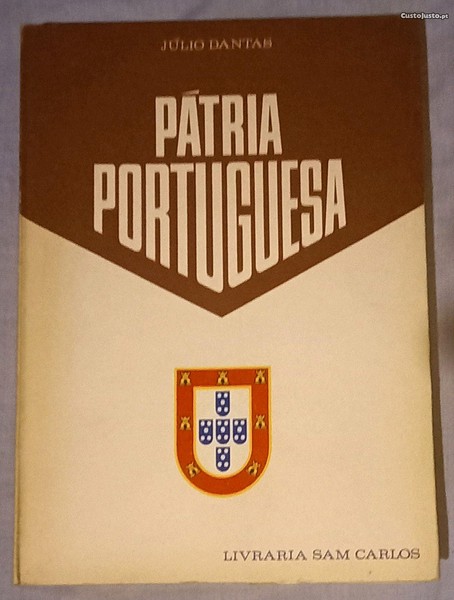 CustoJusto.pt
JÚLIO DANTAS
PÁTRIA
PORTUGUESA
LIVRARIA SAM CARLOS